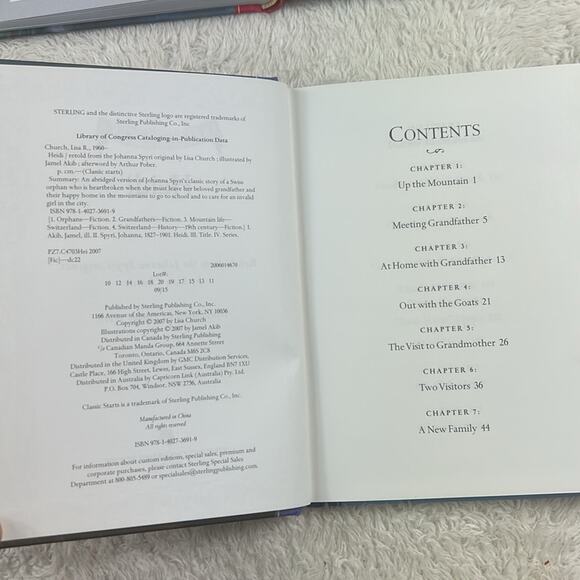 STERLING and the distinctive Sterling logo are registered trademarks of
Sterling Publishing Co., Inc.
Library of Congress Cataloging-in-Publication Data
Church, Lisa R., 1960–
Heidi / retold from the Johanna Spyri original by Lisa Church ; illustrated by
Jamel Akib ; afterword by Arthur Pober.
p. cm.—(Classic starts)
Summary: An abridged version of Johanna Spyri's classic story of a Swiss
orphan who is heartbroken when she must leave her beloved grandfather and
their happy home in the mountains to go to school and to care for an invalid
girl in the city.
ISBN 978-1-4027-3691-9
[1. Orphans—Fiction. 2. Grandfathers—Fiction. 3. Mountain life—
Switzerland—Fiction. 4. Switzerland—History—19th century—Fiction.] I.
Akib, Jamel, ill. II. Spyri, Johanna, 1827–1901. Heidi. III. Title. IV. Series.
PZ7.C4703Hei 2007
[Fic]—dc22
2006014670
Lot#:
10 12 14 16 18 20 19 17 15 13 11
09/15
Published by Sterling Publishing Co., Inc.
1166 Avenue of the Americas, New York, NY 10036
Copyright © 2007 by Lisa Church
Illustrations copyright © 2007 by Jamel Akib
Distributed in Canada by Sterling Publishing
c/o Canadian Manda Group, 664 Annette Street
Toronto, Ontario, Canada M6S 2C8
Distributed in the United Kingdom by GMC Distribution Services,
Castle Place, 166 High Street, Lewes, East Sussex, England BN7 1XU
Distributed in Australia by Capricorn Link (Australia) Pty. Ltd.
P.O. Box 704, Windsor, NSW 2756, Australia
Classic Starts is a trademark of Sterling Publishing Co., Inc.
Manufactured in China
All rights reserved
ISBN 978-1-4027-3691-9
For information about custom editions, special sales, premium and
corporate purchases, please contact Sterling Special Sales
Department at 800-805-5489 or specialsales@sterlingpublishing.com.
CONTENTS
CHAPTER 1:
Up the Mountain 1
CHAPTER 2:
Meeting Grandfather 5
CHAPTER 3:
At Home with Grandfather 13
CHAPTER 4:
Out with the Goats 21
CHAPTER 5:
The Visit to Grandmother 26
CHAPTER 6:
Two Visitors 36
CHAPTER 7:
A New Family 44